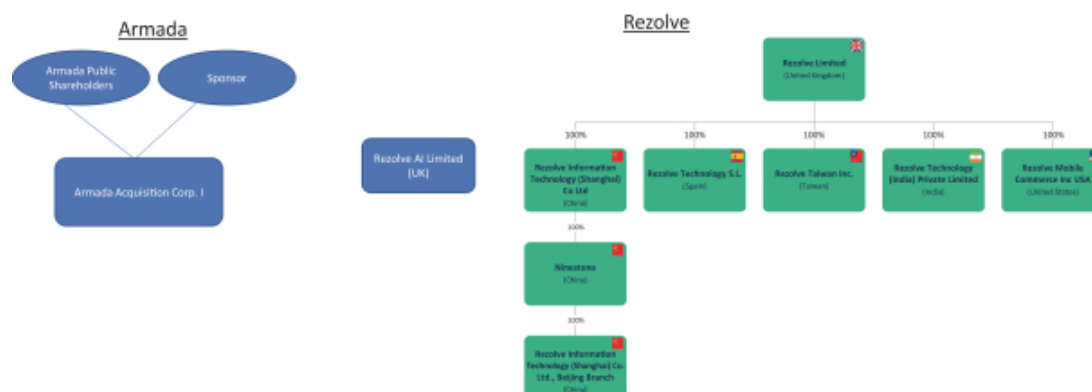 Armada
Armada Public
Shareholders
Sponsor
Armada Acquisition Corp. I
Rezolve AI Limited
(UK)
Rezolve
Rezolve Limited
(United Kingdom)
100%
100%
100%
100%
100%
Rezolve Information
Technology (Shanghai)
Co Ltd
(China)
Rezolve Technology S.L.
(Spain)
Rezolve Taiwan Inc.
(Taiwan)
Rezolve Technology
(India) Private Limited
(India)
Rezolve Mobile
Commerce Inc USA
(United States)
100%
Ninestone
(China)
100%
Rezolve Information
Technology (Shanghai) Co.
Ltd., Beijing Branch
(China)